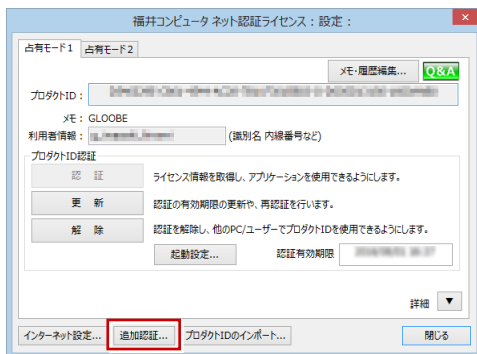 福井コンピュータ ネット認証ライセンス：設定：
占有モード1 占有モード2
メモ・履歴編集... Q&A
プロダクトID：
メモ： GLOOBE
利用者情報： (識別名 内線番号など)
プロダクトID認証
認 証 ライセンス情報を取得し、アプリケーションを使用できるようにします。
更 新 認証の有効期限の更新や、再認証を行います。
解 除 認証を解除し、他のPC/ユーザーでプロダクトIDを使用できるようにします。
起動設定... 認証有効期限
詳細 ▼
インターネット設定... 追加認証... プロダクトIDのインポート... 閉じる